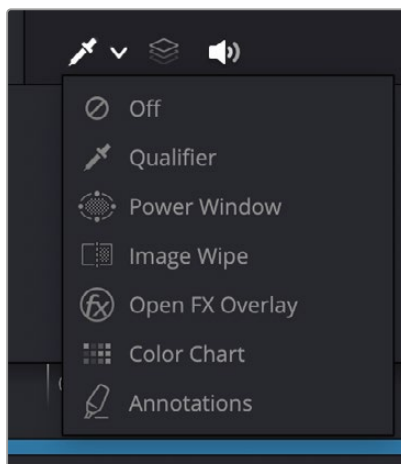 Off
Qualifier
Power Window
Image Wipe
Open FX Overlay
Color Chart
Annotations